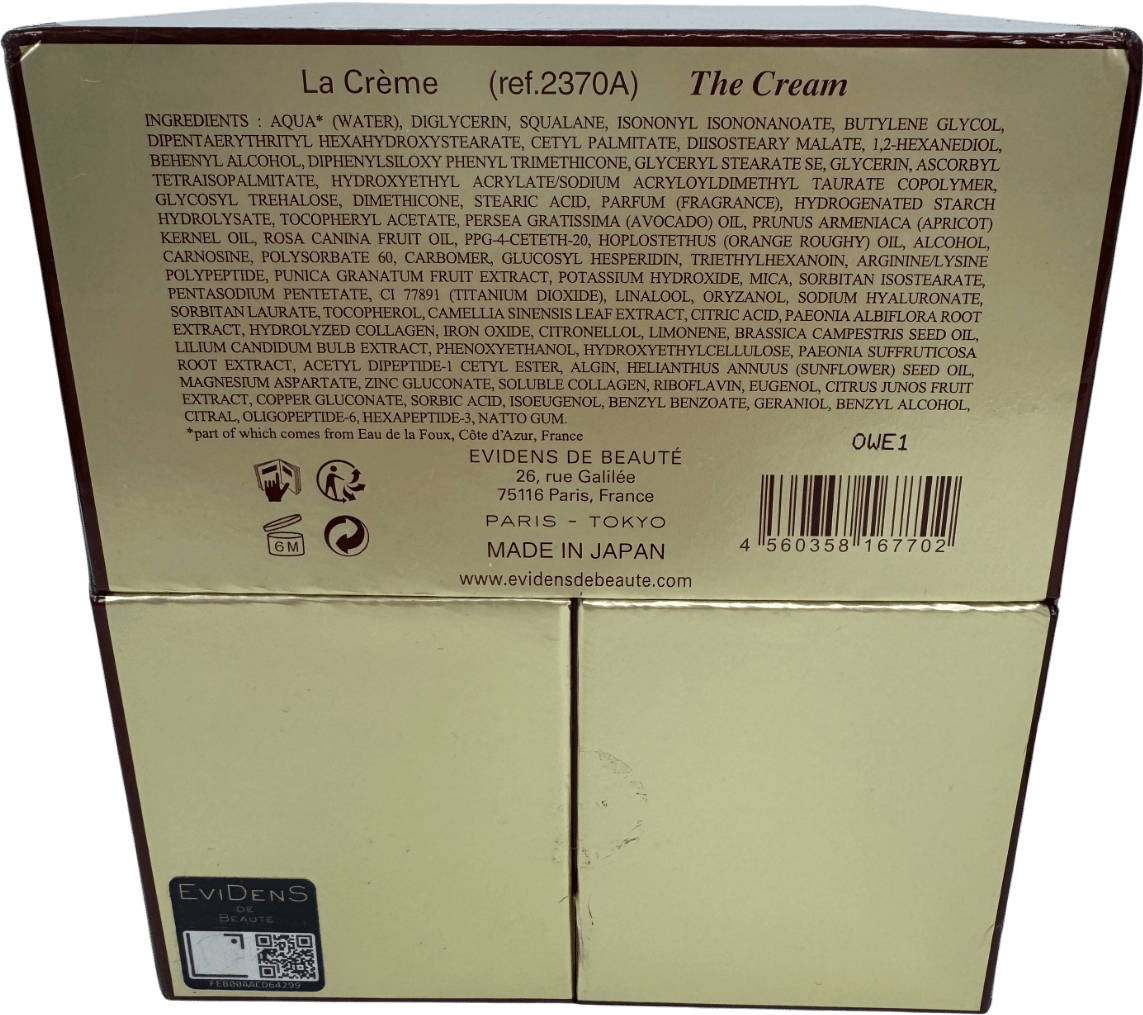 La Crème (ref.2370A) The Cream
INGREDIENTS : AQUA* (WATER), DIGLYCERIN, SQUALANE, ISONONYL ISONONANOATE, BUTYLENE GLYCOL,
DIPENTAERYTHRITYL HEXAHYDROXYSTEARATE, CETYL PALMITATE, DIISOSTEARY MALATE, 1,2-HEXANEDIOL,
BEHENYL ALCOHOL, DIPHENYLSILOXY PHENYL TRIMETHICONE, GLYCERYL STEARATE SE, GLYCERIN, ASCORBYL
TETRAISOPALMITATE, HYDROXYETHYL ACRYLATE/SODIUM ACRYLOYLDIMETHYL TAURATE COPOLYMER,
GLYCOSYL TREHALOSE, DIMETHICONE, STEARIC ACID, PARFUM (FRAGRANCE), HYDROGENATED STARCH
HYDROLYSATE, TOCOPHERYL ACETATE, PERSEA GRATISSIMA (AVOCADO) OIL, PRUNUS ARMENIACA (APRICOT)
KERNEL OIL, ROSA CANINA FRUIT OIL, PPG-4-CETETH-20, HOPLOSTETHUS (ORANGE ROUGHY) OIL, ALCOHOL,
CARNOSINE, POLYSORBATE 60, CARBOMER, GLUCOSYL HESPERIDIN, TRIETHYLHEXANOIN, ARGININE/LYSINE
POLYPEPTIDE, PUNICA GRANATUM FRUIT EXTRACT, POTASSIUM HYDROXIDE, MICA, SORBITAN ISOSTEARATE,
PENTASODIUM PENTETATE, CI 77891 (TITANIUM DIOXIDE), LINALOOL, ORYZANOL, SODIUM HYALURONATE,
SORBITAN LAURATE, TOCOPHEROL, CAMELLIA SINENSIS LEAF EXTRACT, CITRIC ACID, PAEONIA ALBIFLORA ROOT
EXTRACT, HYDROLYZED COLLAGEN, IRON OXIDE, CITRONELLOL, LIMONENE, BRASSICA CAMPESTRIS SEED OIL,
LILIUM CANDIDUM BULB EXTRACT, PHENOXYETHANOL, HYDROXYETHYLCELLULOSE, PAEONIA SUFFRUTICOSA
ROOT EXTRACT, ACETYL DIPEPTIDE-1 CETYL ESTER, ALGIN, HELIANTHUS ANNUUS (SUNFLOWER) SEED OIL,
MAGNESIUM ASPARTATE, ZINC GLUCONATE, SOLUBLE COLLAGEN, RIBOFLAVIN, EUGENOL, CITRUS JUNOS FRUIT
EXTRACT, COPPER GLUCONATE, SORBIC ACID, ISOEUGENOL, BENZYL BENZOATE, GERANIOL, BENZYL ALCOHOL,
CITRAL, OLIGOPEPTIDE-6, HEXAPEPTIDE-3, NATTO GUM.
*part of which comes from Eau de la Foux, Côte d'Azur, France
OWE1
EVIDENS DE BEAUTÉ
26, rue Galilée
75116 Paris, France
PARIS - TOKYO
MADE IN JAPAN
www.evidensdebeaute.com
6M
4 560358 167702
EVIDENS
DE
BEAUTÉ
FEB00AACD64299